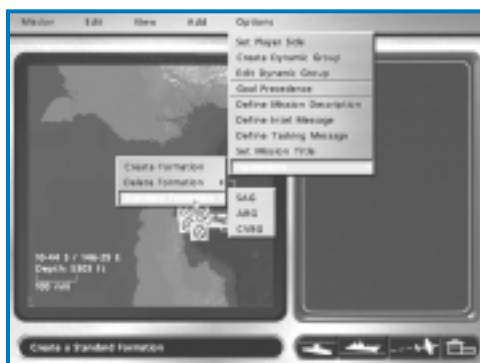 Mission Edit View Add Options
Set Player Side
Create Dynamic Group
Edit Dynamic Group
Goal Precedence
Define Mission Description
Define Intel Message
Define Tasking Message
Set Mission Title
Create Formation
Delete Formation
SAG
ARG
CVBG
Depth: 5303 ft
100 nm
Create a Standard Formation